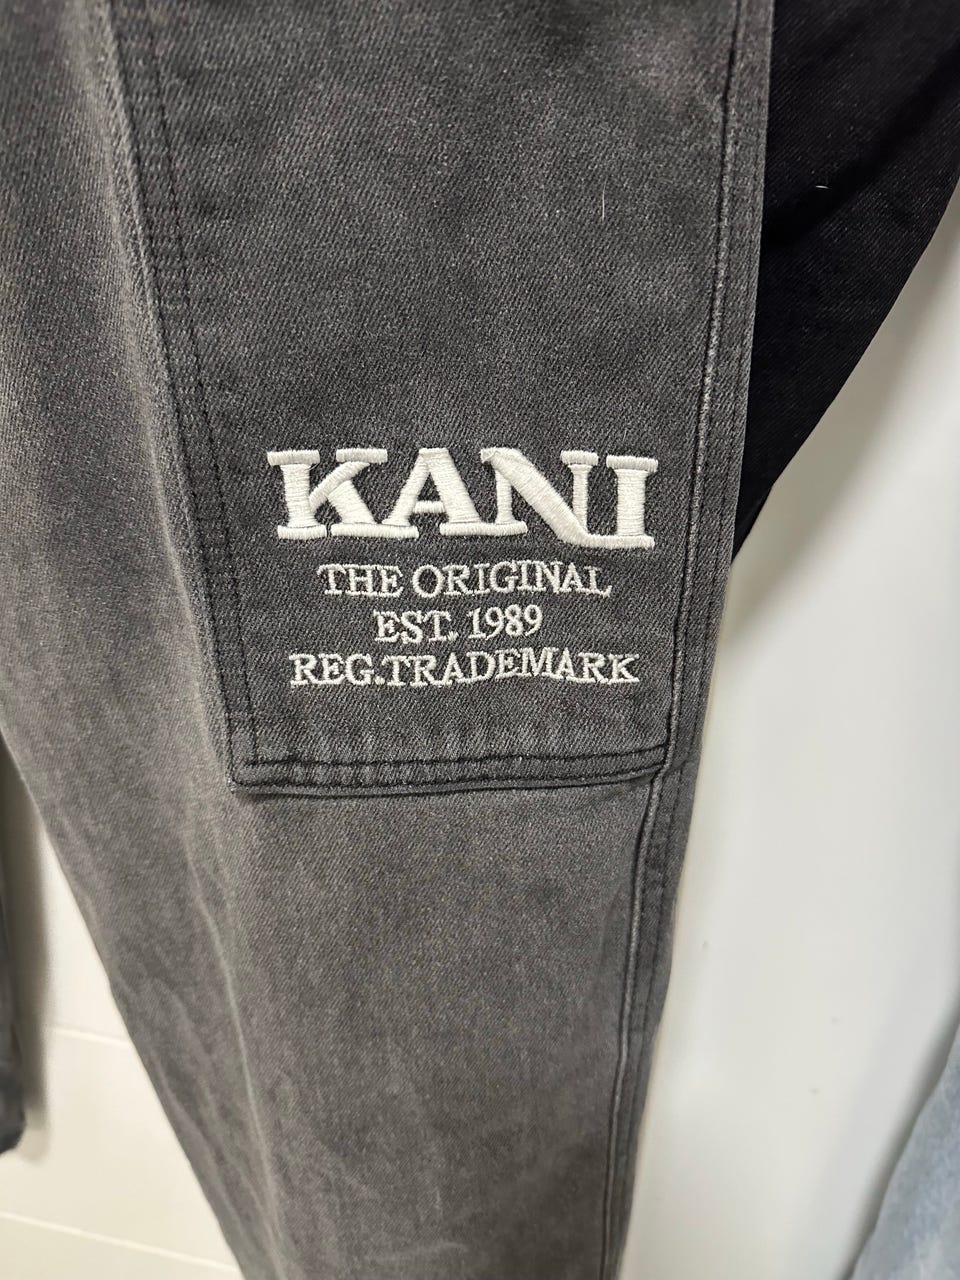 KANI
THE ORIGINAL
EST. 1989
REG.TRADEMARK